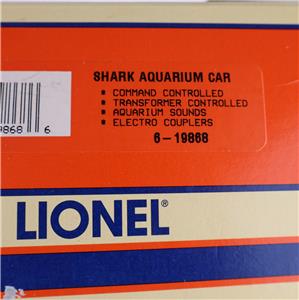 SHARK AQUARIUM CAR
• COMMAND CONTROLLED
• TRANSFORMER CONTROLLED
• AQUARIUM SOUNDS
• ELECTRO COUPLERS
6-19868
9868 6
LIONEL®